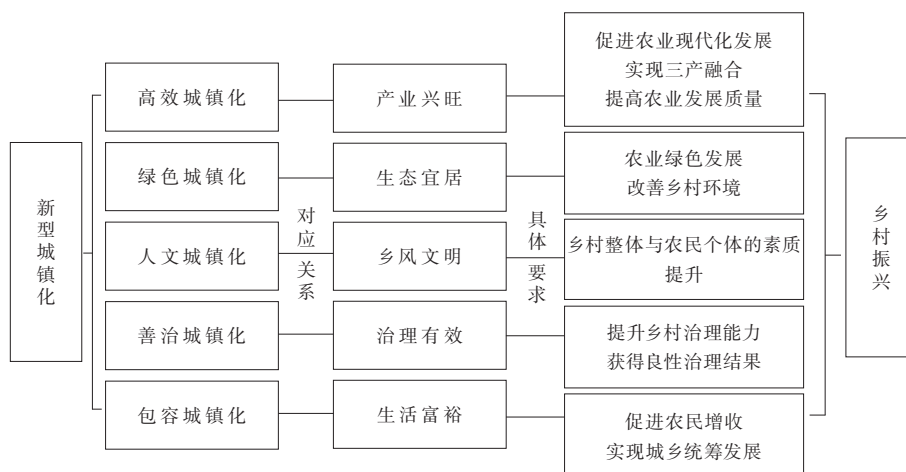 新型城镇化
高效城镇化
绿色城镇化
人文城镇化
善治城镇化
包容城镇化
对应关系
产业兴旺
生态宜居
乡风文明
治理有效
生活富裕
具体要求
促进农业现代化发展
实现三产融合
提高农业发展质量
农业绿色发展
改善乡村环境
乡村整体与农民个体的素质
提升
提升乡村治理能力
获得良性治理结果
促进农民增收
实现城乡统筹发展
乡村振兴